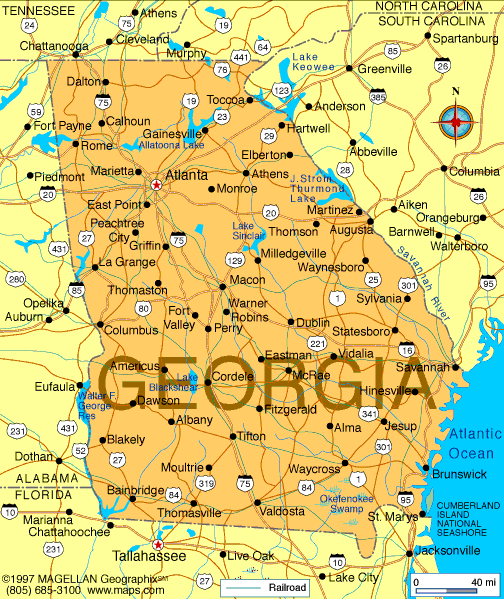 TENNESSEE
NORTH CAROLINA
SOUTH CAROLINA
Athens
24
75
19
Cleveland
Chattanooga
Murphy
441
64
76
Lake
Keowee
85
Spartanburg
26
Greenville
Dalton
75
Toccoa
123
385
N
59
Calhoun
19
23
Anderson
Fort Payne
Gainesville
Hartwell
29
Rome
Allatoona Lake
Abbeville
Elberton
28
Piedmont
Marietta
Atlanta
Athens
J. Strom
Thurmond
Lake
Columbia
20
Monroe
78
26
East Point
20
Martinez
Aiken
Orangeburg
Peachtree
City
Lake
Sinclair
Thomson
Augusta
Barnwell
Walterboro
431
27
Griffin
75
Milledgeville
Savannah River
La Grange
129
Waynesboro
25
95
280
85
Thomaston
Macon
1
301
Sylvania
Opelika
80
Warner
Robins
Auburn
Fort
Valley
Columbus
Perry
Dublin
Statesboro
221
16
Eastman
Vidalia
Savannah
GEORGIA
Americus
Lake
Blackshear
Cordele
McRae
Eufaula
Walter F.
George
Res
Dawson
Hinesville
Fitzgerald
341
231
431
Albany
Alma
Jesup
Atlantic
Ocean
52
Blakely
Tifton
301
Dothan
27
Moultrie
Waycross
Brunswick
ALABAMA
FLORIDA
319
84
1
Bainbridge
84
75
Okefenokee
Swamp
95
CUMBERLAND
ISLAND
NATIONAL
SEASHORE
10
Marianna
Thomasville
Valdosta
St. Marys
Chattahoochee
231
Tallahassee
Live Oak
10
Jacksonville
©1997 MAGELLAN Geographix℠
(805) 685-3100 www.maps.com
27
Railroad
Lake City
0 40 mi